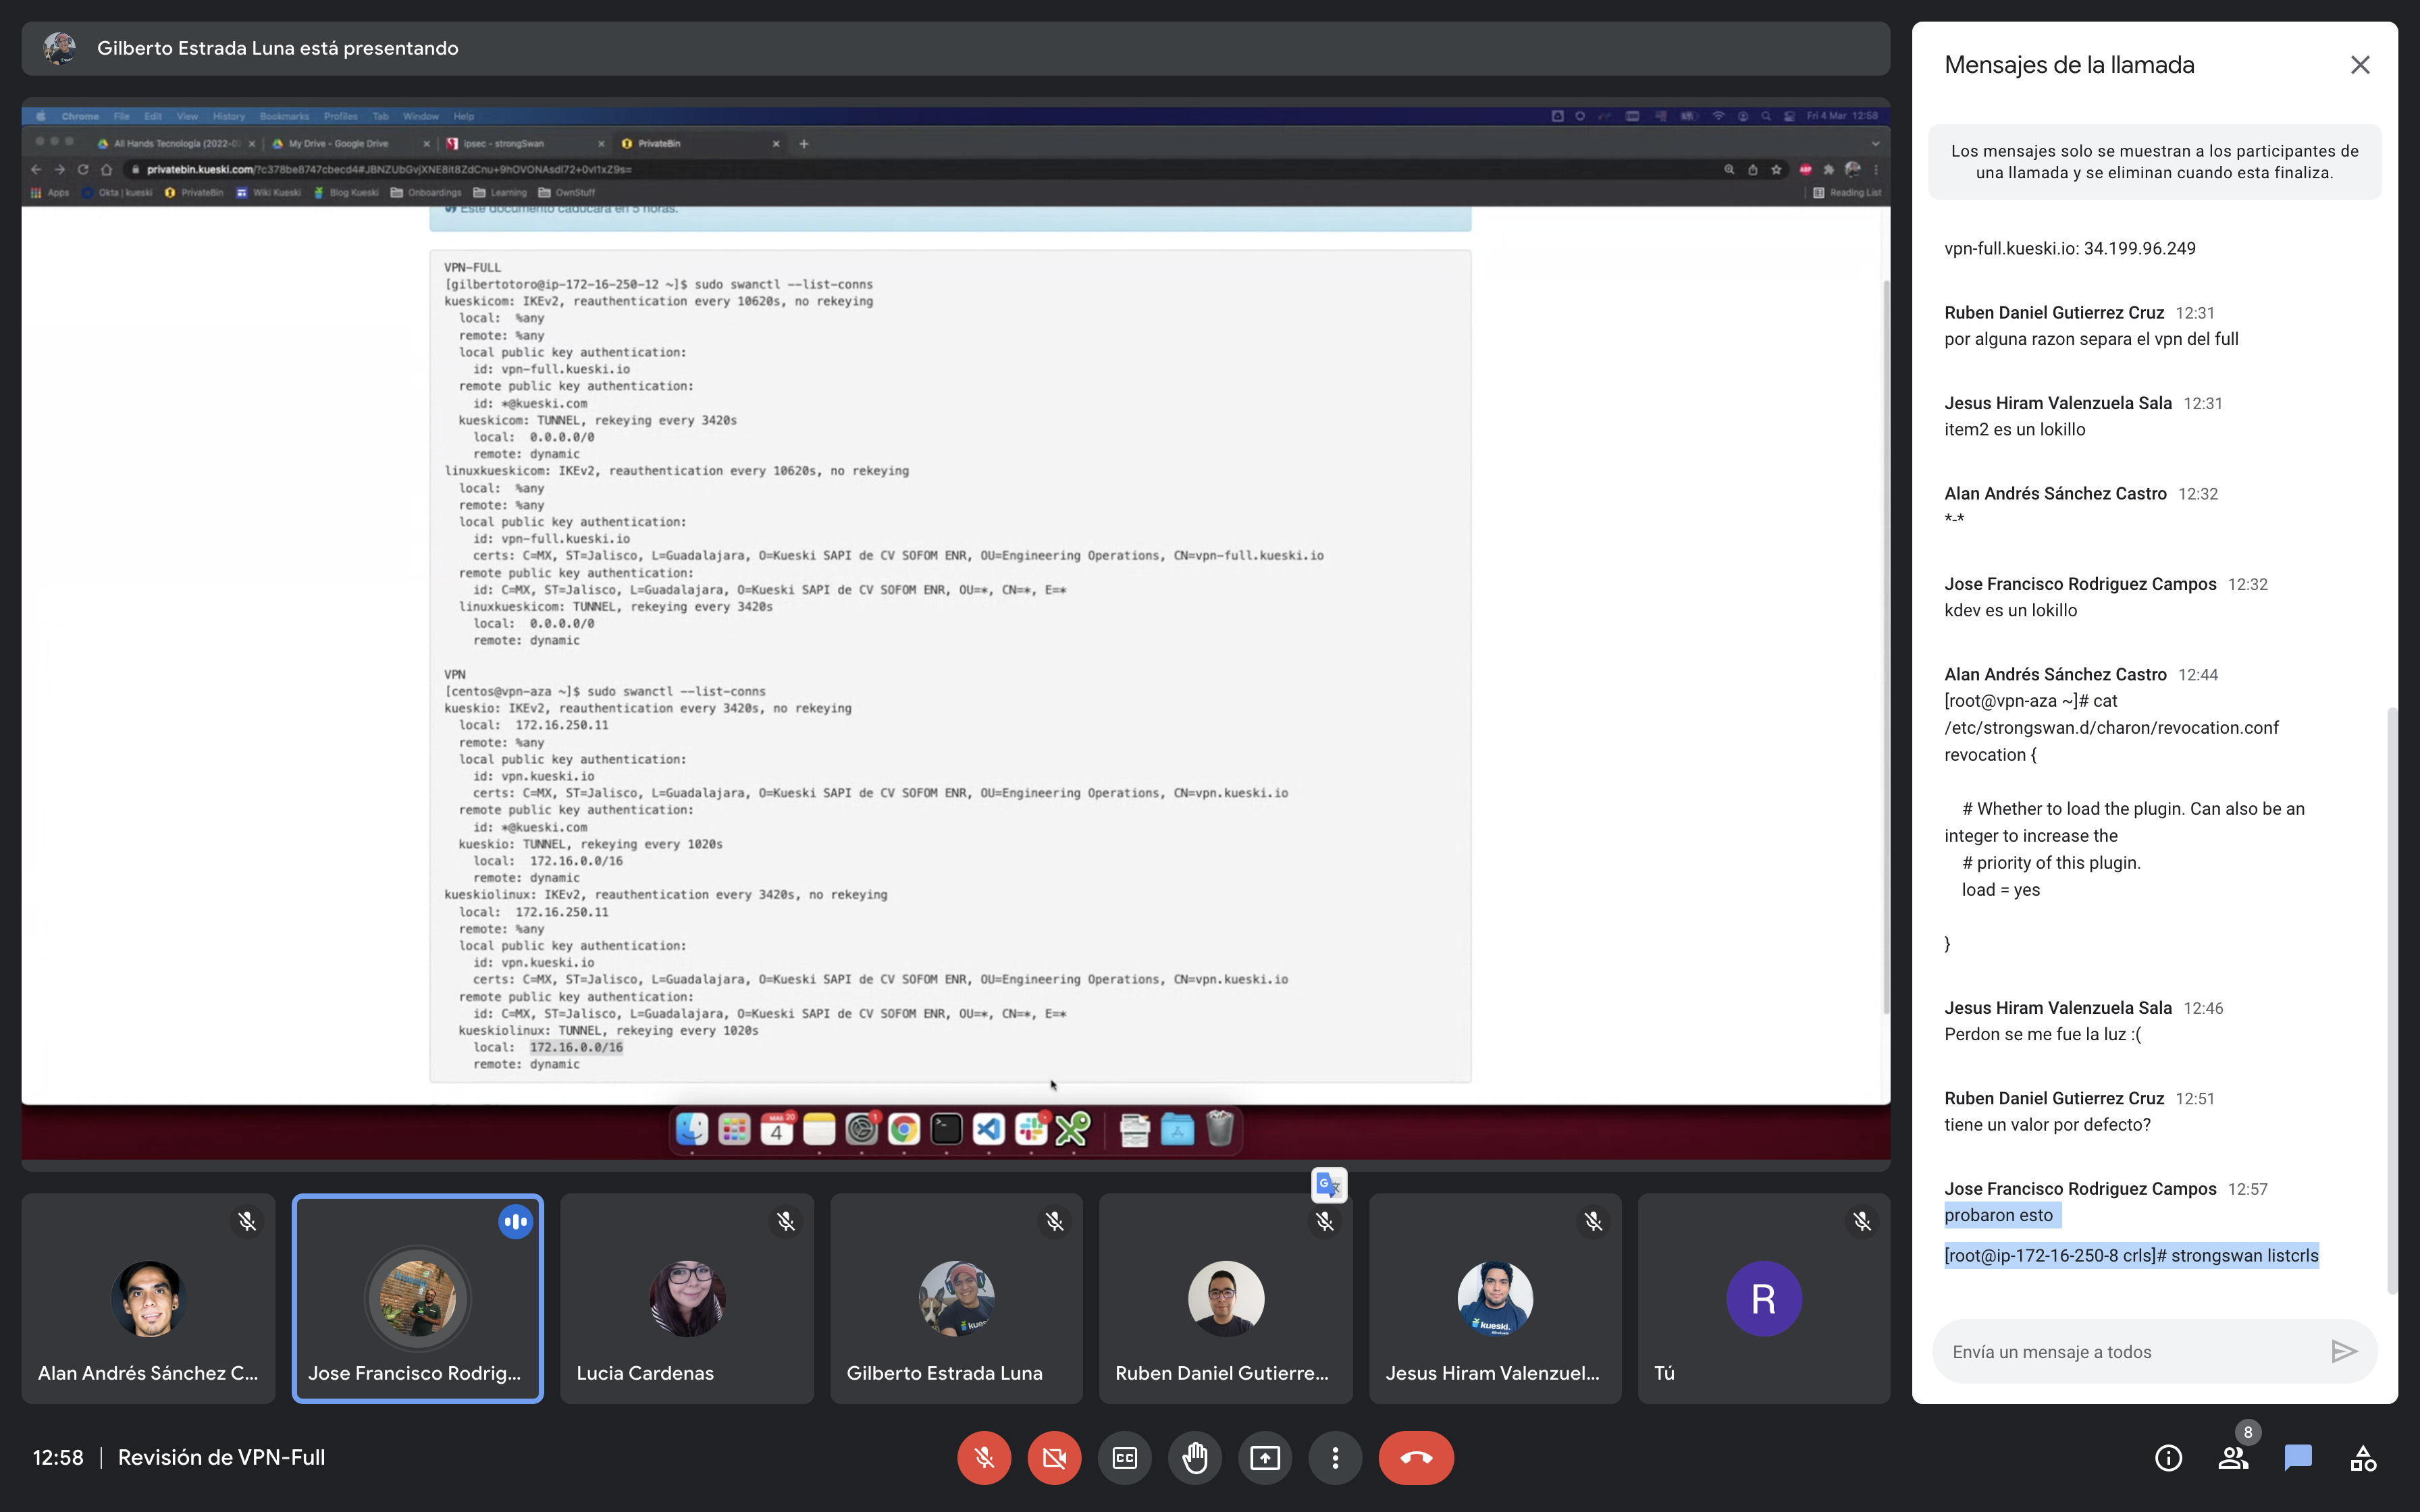 Gilberto Estrada Luna está presentando
Chrome File Edit View History Bookmarks Profiles Tab Window Help
Fri 4 Mar 12:58
All Hands Tecnología (2022-0
My Drive - Google Drive
ipsec - strongSwan
PrivateBin
privatebin.kueski.com/?c378be8747cbecd4#JBNZUbGvjXNE8it8ZdCnu+9hOVONAsdl72+0vi1xZ9s=
Apps Okta | kueski PrivateBin Wiki Kueski Blog Kueski Onboardings Learning OwnStuff Reading List
Este documento caducará en 5 horas.
VPN-FULL
[gilbertotoro@ip-172-16-250-12 ~]$ sudo swanctl --list-conns
kueskicom: IKEv2, reauthentication every 10620s, no rekeying
local: %any
remote: %any
local public key authentication:
id: vpn-full.kueski.io
remote public key authentication:
id: *@kueski.com
kueskicom: TUNNEL, rekeying every 3420s
local: 0.0.0.0/0
remote: dynamic
linuxkueskicom: IKEv2, reauthentication every 10620s, no rekeying
local: %any
remote: %any
local public key authentication:
id: vpn-full.kueski.io
certs: C=MX, ST=Jalisco, L=Guadalajara, O=Kueski SAPI de CV SOFOM ENR, OU=Engineering Operations, CN=vpn-full.kueski.io
remote public key authentication:
id: C=MX, ST=Jalisco, L=Guadalajara, O=Kueski SAPI de CV SOFOM ENR, OU=*, CN=*, E=*
linuxkueskicom: TUNNEL, rekeying every 3420s
local: 0.0.0.0/0
remote: dynamic
VPN
[centos@vpn-aza ~]$ sudo swanctl --list-conns
kueskio: IKEv2, reauthentication every 3420s, no rekeying
local: 172.16.250.11
remote: %any
local public key authentication:
id: vpn.kueski.io
certs: C=MX, ST=Jalisco, L=Guadalajara, O=Kueski SAPI de CV SOFOM ENR, OU=Engineering Operations, CN=vpn.kueski.io
remote public key authentication:
id: *@kueski.com
kueskio: TUNNEL, rekeying every 1020s
local: 172.16.0.0/16
remote: dynamic
kueskiolinux: IKEv2, reauthentication every 3420s, no rekeying
local: 172.16.250.11
remote: %any
local public key authentication:
id: vpn.kueski.io
certs: C=MX, ST=Jalisco, L=Guadalajara, O=Kueski SAPI de CV SOFOM ENR, OU=Engineering Operations, CN=vpn.kueski.io
remote public key authentication:
id: C=MX, ST=Jalisco, L=Guadalajara, O=Kueski SAPI de CV SOFOM ENR, OU=*, CN=*, E=*
kueskiolinux: TUNNEL, rekeying every 1020s
local: 172.16.0.0/16
remote: dynamic
MAR 20
4
1
Alan Andrés Sánchez C...
Jose Francisco Rodrig...
Lucia Cardenas
kues
Gilberto Estrada Luna
Ruben Daniel Gutierre...
kueski.
Jesus Hiram Valenzuel...
R
Tú
12:58 | Revisión de VPN-Full
CC
8
Mensajes de la llamada
Los mensajes solo se muestran a los participantes de
una llamada y se eliminan cuando esta finaliza.
vpn-full.kueski.io: 34.199.96.249
Ruben Daniel Gutierrez Cruz 12:31
por alguna razon separa el vpn del full
Jesus Hiram Valenzuela Sala 12:31
item2 es un lokillo
Alan Andrés Sánchez Castro 12:32
*-*
Jose Francisco Rodriguez Campos 12:32
kdev es un lokillo
Alan Andrés Sánchez Castro 12:44
[root@vpn-aza ~]# cat
/etc/strongswan.d/charon/revocation.conf
revocation {
# Whether to load the plugin. Can also be an
integer to increase the
# priority of this plugin.
load = yes
}
Jesus Hiram Valenzuela Sala 12:46
Perdon se me fue la luz :(
Ruben Daniel Gutierrez Cruz 12:51
tiene un valor por defecto?
Jose Francisco Rodriguez Campos 12:57
probaron esto
[root@ip-172-16-250-8 crls]# strongswan listcrls
Envía un mensaje a todos